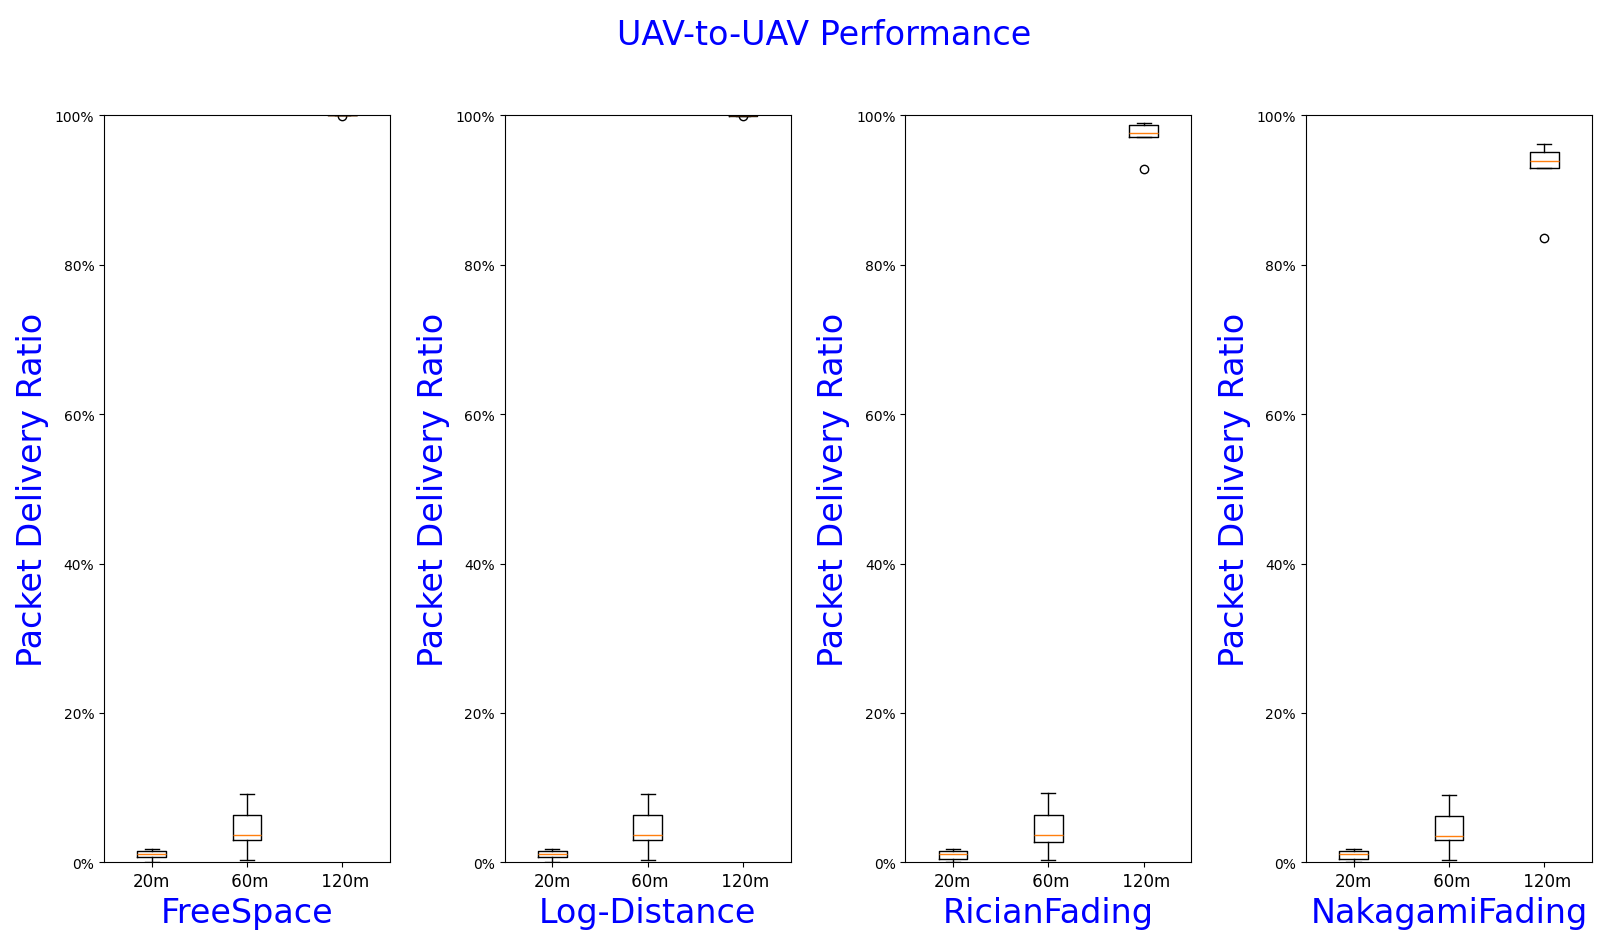 UAV-to-UAV Performance
Packet Delivery Ratio
100%
80%
60%
40%
20%
0%
20m 60m 120m
FreeSpace
Packet Delivery Ratio
100%
80%
60%
40%
20%
0%
20m 60m 120m
Log-Distance
Packet Delivery Ratio
100%
80%
60%
40%
20%
0%
20m 60m 120m
RicianFading
Packet Delivery Ratio
100%
80%
60%
40%
20%
0%
20m 60m 120m
NakagamiFading